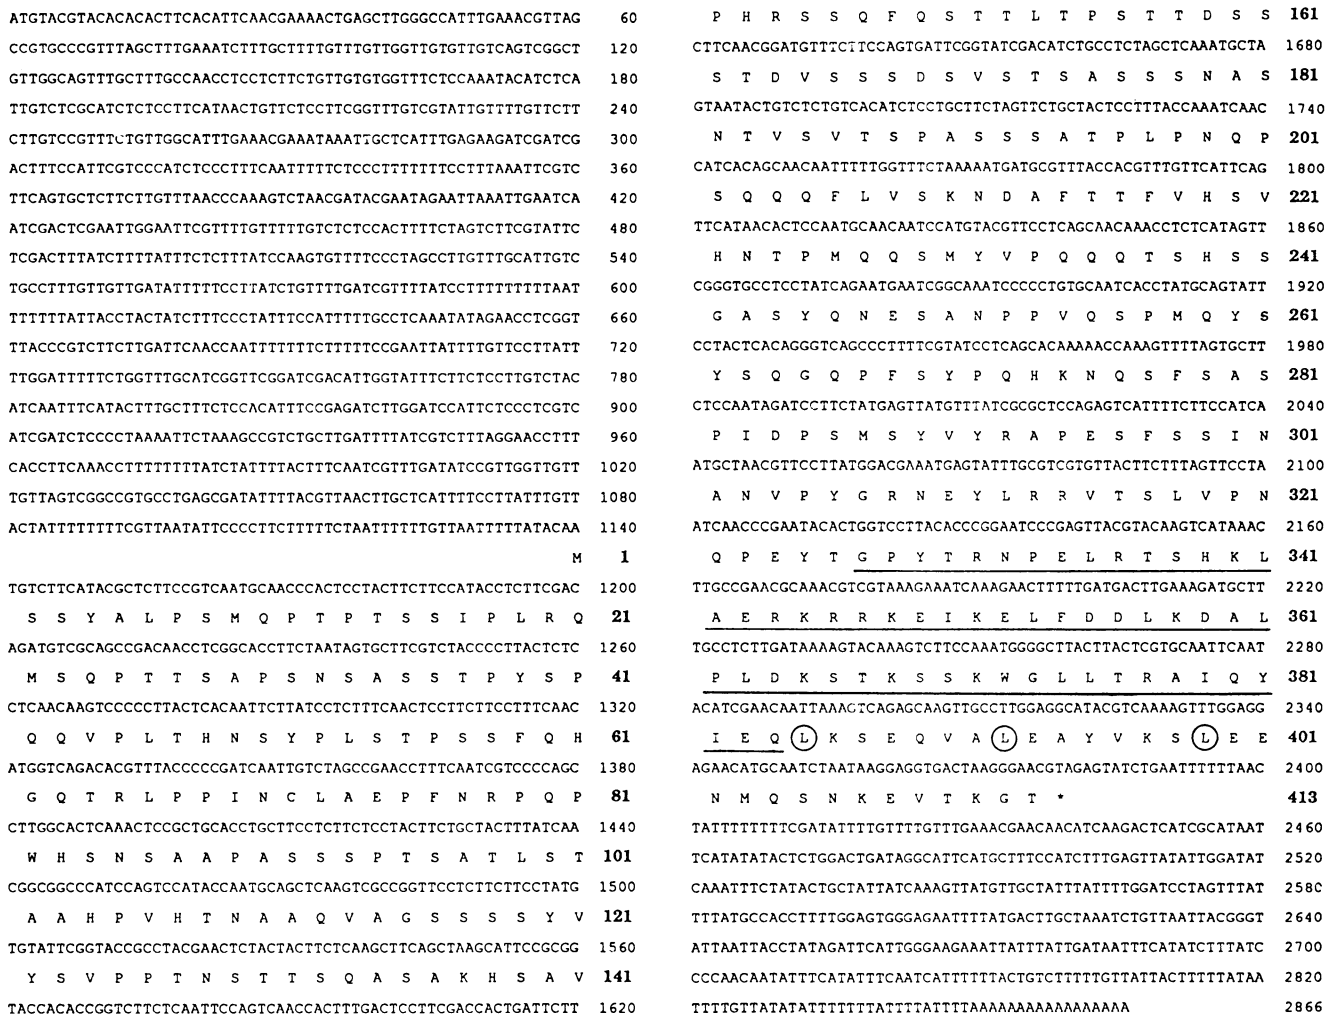 ATGTACGTACACACACTTCACATTCAACGAAAACTGAGCTTGGGCCATTTGAAACGTTAG 60
CCGTGCCCGTTTAGCTTTGAAATCTTTGCTTTTGTTTGTTGGTTGTGTTGTCAGTCGGCT 120
GTTGGCAGTTTGCTTTGCCAACCTCCTCTTCTGTTGTGTGGTTTCTCCAAATACATCTCA 180
TTGTCTCGCATCTCTCCTTCATAACTGTTCTCCTTCGGTTTGTCGTATTGTTTTGTTCTT 240
CTTGTCCGTTTCTGTTGGCATTTGAAACGAAATAAATTGCTCATTTGAGAAGATCGATCG 300
ACTTTCCATTCGTCCCATCTCCCTTTCAATTTTTCTCCCTTTTTTTCCTTTAAATTCGTC 360
TTCAGTGCTCTTCTTGTTTAACCCAAAGTCTAACGATACGAATAGAATTAAATTGAATCA 420
ATCGACTCGAATTGGAATTCGTTTTGTTTTTGTCTCTCCACTTTTCTAGTCTTCGTATTC 480
TCGACTTTATCTTTTATTTCTCTTTATCCAAGTGTTTTCCCTAGCCTTGTTTGCATTGTC 540
TGCCTTTGTTGTTGATATTTTTCCTTATCTGTTTTGATCGTTTTATCCTTTTTTTTTAAT 600
TTTTTTATTACCTACTATCTTTCCCTATTTCCATTTTTGCCTCAAATATAGAACCTCGGT 660
TTACCCGTCTTCTTGATTCAACCAATTTTTTTCTTTTTCCGAATTATTTTGTTCCTTATT 720
TTGGATTTTTCTGGTTTGCATCGGTTCGGATCGACATTGGTATTTCTTCTCCTTGTCTAC 780
ATCAATTTCATACTTTGCTTTCTCCACATTTCCGAGATCTTGGATCCATTCTCCCTCGTC 900
ATCGATCTCCCCTAAAATTCTAAAGCCGTCTGCTTGATTTTATCGTCTTTAGGAACCTTT 960
CACCTTCAAACCTTTTTTTTTATCTATTTTACTTTCAATCGTTTGATATCCGTTGGTTGTT 1020
TGTTAGTCGGCCGTGCCTGAGCGATATTTTACGTTAACTTGCTCATTTTCCTTATTTGTT 1080
ACTATTTTTTTTCGTTAATATTCCCCTTCTTTTTCTAATTTTTTGTTAATTTTTATACAA 1140
M 1
TGTCTTCATACGCTCTTCCGTCAATGCAACCCACTCCTACTTCTTCCATACCTCTTCGAC 1200
S S Y A L P S M Q P T P T S S I P L R Q 21
AGATGTCGCAGCCGACAACCTCGGCACCTTCTAATAGTGCTTCGTCTACCCCTTACTCTC 1260
M S Q P T T S A P S N S A S S T P Y S P 41
CTCAACAAGTCCCCCTTACTCACAATTCTTATCCTCTTTCAACTCCTTCTTCCTTTCAAC 1320
Q Q V P L T H N S Y P L S T P S S F Q H 61
ATGGTCAGACACGTTTACCCCCGATCAATTGTCTAGCCGAACCTTTCAATCGTCCCCAGC 1380
G Q T R L P P I N C L A E P F N R P Q P 81
CTTGGCACTCAAACTCCGCTGCACCTGCTTCCTCTTCTCCTACTTCTGCTACTTTATCAA 1440
W H S N S A A P A S S S P T S A T L S T 101
CGGCGGCCCATCCAGTCCATACCAATGCAGCTCAAGTCGCCGGTTCCTCTTCTTCCTATG 1500
A A H P V H T N A A Q V A G S S S S Y V 121
TGTATTCGGTACCGCCTACGAACTCTACTACTTCTCAAGCTTCAGCTAAGCATTCCGCGG 1560
Y S V P P T N S T T S Q A S A K H S A V 141
TACCACACCGGTCTTCTCAATTCCAGTCAACCACTTTGACTCCTTCGACCACTGATTCTT 1620
P H R S S Q F Q S T T L T P S T T D S S 161
CTTCAACGGATGTTTCTTCCAGTGATTCGGTATCGACATCTGCCTCTAGCTCAAATGCTA 1680
S T D V S S S D S V S T S A S S S N A S 181
GTAATACTGTCTCTGTCACATCTCCTGCTTCTAGTTCTGCTACTCCTTTACCAAATCAAC 1740
N T V S V T S P A S S S A T P L P N Q P 201
CATCACAGCAACAATTTTTGGTTTCTAAAAATGATGCGTTTACCACGTTTGTTCATTCAG 1800
S Q Q Q F L V S K N D A F T T F V H S V 221
TTCATAACACTCCAATGCAACAATCCATGTACGTTCCTCAGCAACAAACCTCTCATAGTT 1860
H N T P M Q Q S M Y V P Q Q Q T S H S S 241
CGGGTGCCTCCTATCAGAATGAATCGGCAAATCCCCCTGTGCAATCACCTATGCAGTATT 1920
G A S Y Q N E S A N P P V Q S P M Q Y S 261
CCTACTCACAGGGTCAGCCCTTTTCGTATCCTCAGCACAAAAACCAAAGTTTTAGTGCTT 1980
Y S Q G Q P F S Y P Q H K N Q S F S A S 281
CTCCAATAGATCCTTCTATGAGTTATGTTTATCGCGCTCCAGAGTCATTTTCTTCCATCA 2040
P I D P S M S Y V Y R A P E S F S S I N 301
ATGCTAACGTTCCTTATGGACGAAATGAGTATTTGCGTCGTGTTACTTCTTTAGTTCCTA 2100
A N V P Y G R N E Y L R R V T S L V P N 321
ATCAACCCGAATACACTGGTCCTTACACCCGGAATCCCGAGTTACGTACAAGTCATAAAC 2160
Q P E Y T G P Y T R N P E L R T S H K L 341
TTGCCGAACGCAAACGTCGTAAAGAAATCAAAGAACTTTTTGATGACTTGAAAGATGCTT 2220
A E R K R R K E I K E L F D D L K D A L 361
TGCCTCTTGATAAAAGTACAAAGTCTTCCAAATGGGGCTTACTTACTCGTGCAATTCAAT 2280
P L D K S T K S S K W G L L T R A I Q Y 381
ACATCGAACAATTAAAGTCAGAGCAAGTTGCCTTGGAGGCATACGTCAAAAGTTTGGAGG 2340
I E Q L K S E Q V A L E A Y V K S L E E 401
AGAACATGCAATCTAATAAGGAGGTGACTAAGGGAACGTAGAGTATCTGAATTTTTTAAC 2400
N M Q S N K E V T K G T * 413
TATTTTTTTTCGATATTTTGTTTTGTTTGAAACGAACAACATCAAGACTCATCGCATAAT 2460
TCATATATACTCTGGACTGATAGGCATTCATGCTTTCCATCTTTGAGTTATATTGGATAT 2520
CAAATTTCTATACTGCTATTATCAAAGTTATGTTGCTATTTATTTTGGATCCTAGTTTAT 2580
TTTATGCCACCTTTTGGAGTGGGAGAATTTTATGACTTGCTAAATCTGTTAATTACGGGT 2640
ATTAATTACCTATAGATTCATTGGGAAGAAATTATTTATTGATAATTTCATATCTTTATC 2700
CCCAACAATATTTCATATTTCAATCATTTTTTACTGTCTTTTTGTTATTACTTTTTATAA 2820
TTTTGTTATATATTTTTTTATTTTATTTTAAAAAAAAAAAAAAAAA 2866